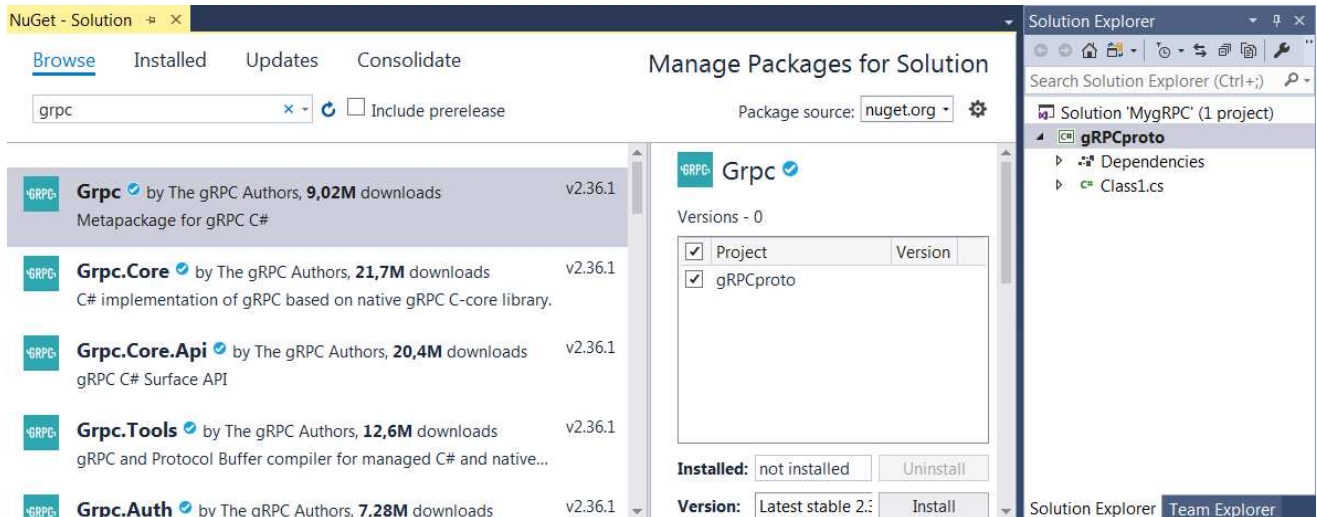 NuGet - Solution
Browse Installed Updates Consolidate
Manage Packages for Solution
grpc
Include prerelease
Package source: nuget.org
GRPC Grpc by The gRPC Authors, 9,02M downloads v2.36.1
Metapackage for gRPC C#
GRPC Grpc.Core by The gRPC Authors, 21,7M downloads v2.36.1
C# implementation of gRPC based on native gRPC C-core library.
GRPC Grpc.Core.Api by The gRPC Authors, 20,4M downloads v2.36.1
gRPC C# Surface API
GRPC Grpc.Tools by The gRPC Authors, 12,6M downloads v2.36.1
gRPC and Protocol Buffer compiler for managed C# and native...
GRPC Grpc.Auth by The gRPC Authors, 7,28M downloads v2.36.1
GRPC Grpc
Versions - 0
Project Version
gRPCproto
Installed: not installed Uninstall
Version: Latest stable 2.3 Install
Solution Explorer
Search Solution Explorer (Ctrl+;)
Solution 'MygRPC' (1 project)
C# gRPCproto
Dependencies
C# Class1.cs
Solution Explorer Team Explorer